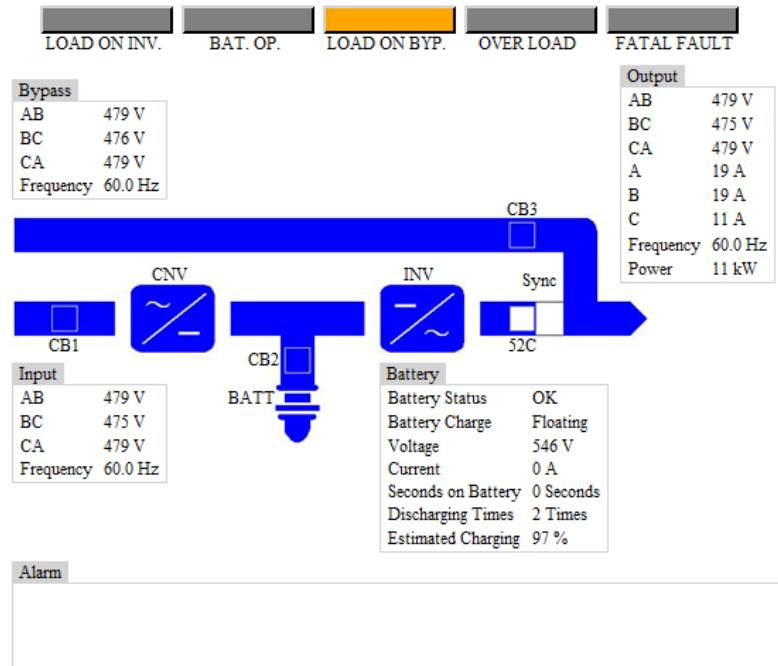 LOAD ON INV. BAT. OP. LOAD ON BYP. OVER LOAD FATAL FAULT
Bypass
AB 479 V
BC 476 V
CA 479 V
Frequency 60.0 Hz
Output
AB 479 V
BC 475 V
CA 479 V
A 19 A
B 19 A
C 11 A
Frequency 60.0 Hz
Power 11 kW
CB3
CNV
INV
Sync
CB1
CB2
52C
BATT
Input
AB 479 V
BC 475 V
CA 479 V
Frequency 60.0 Hz
Battery
Battery Status OK
Battery Charge Floating
Voltage 546 V
Current 0 A
Seconds on Battery 0 Seconds
Discharging Times 2 Times
Estimated Charging 97 %
Alarm